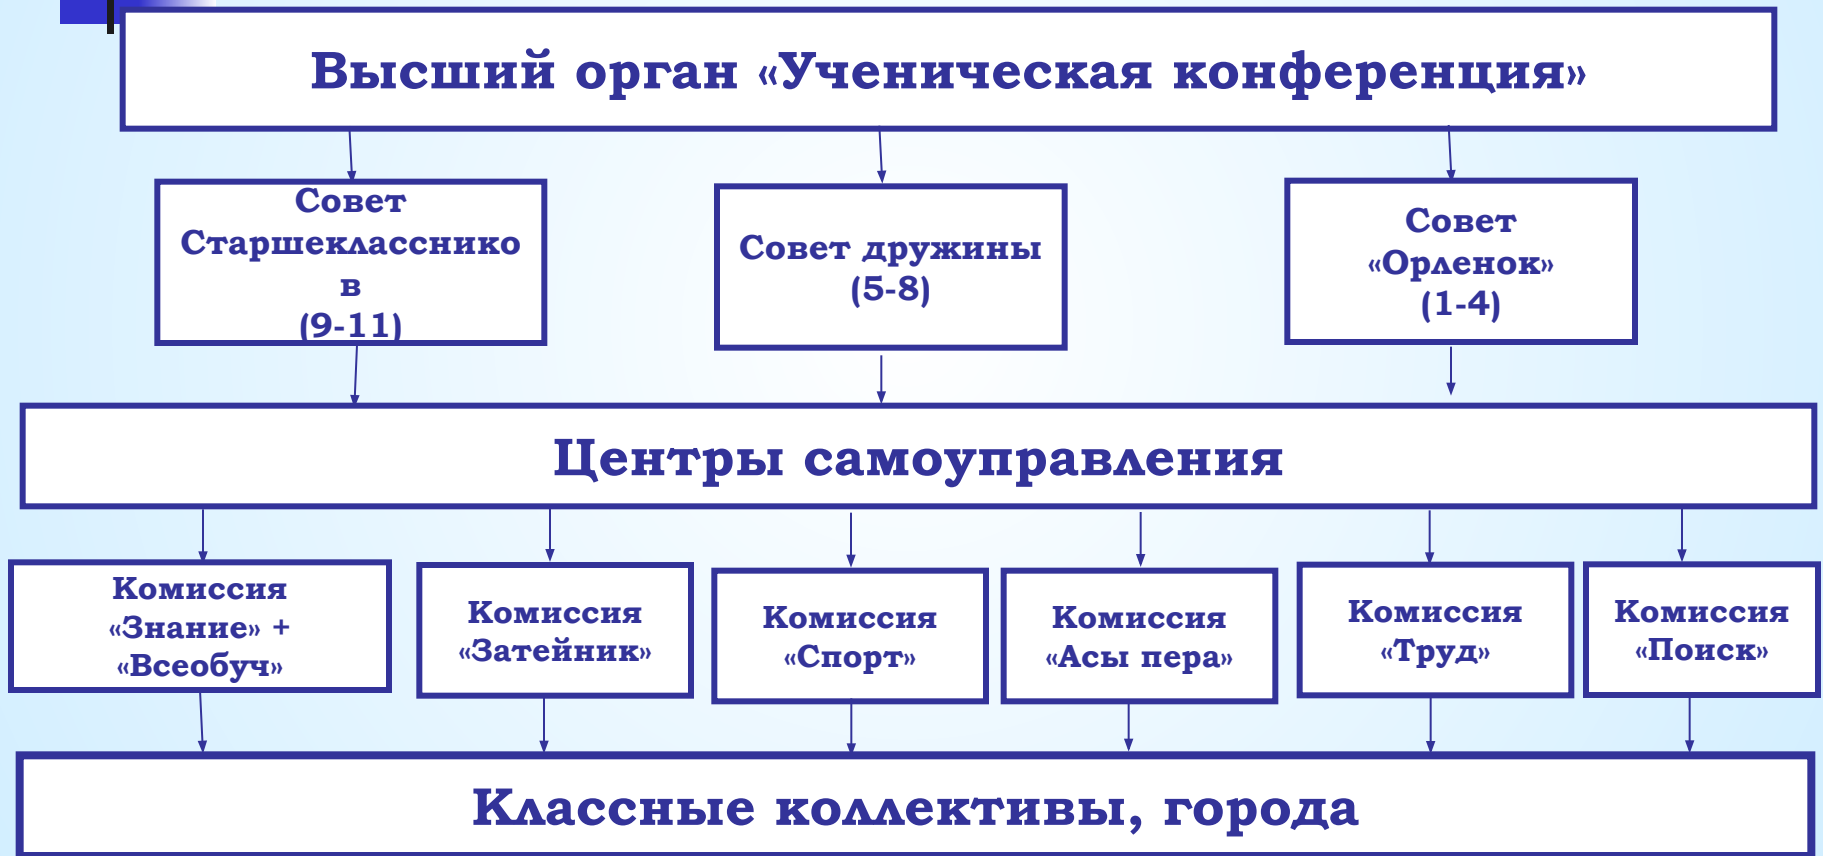 Высший орган «Ученическая конференция»
Совет
Старшекласснико
в
(9-11)
Совет дружины
(5-8)
Совет
«Орленок»
(1-4)
Центры самоуправления
Комиссия
«Знание» +
«Всеобуч»
Комиссия
«Затейник»
Комиссия
«Спорт»
Комиссия
«Асы пера»
Комиссия
«Труд»
Комиссия
«Поиск»
Классные коллективы, города